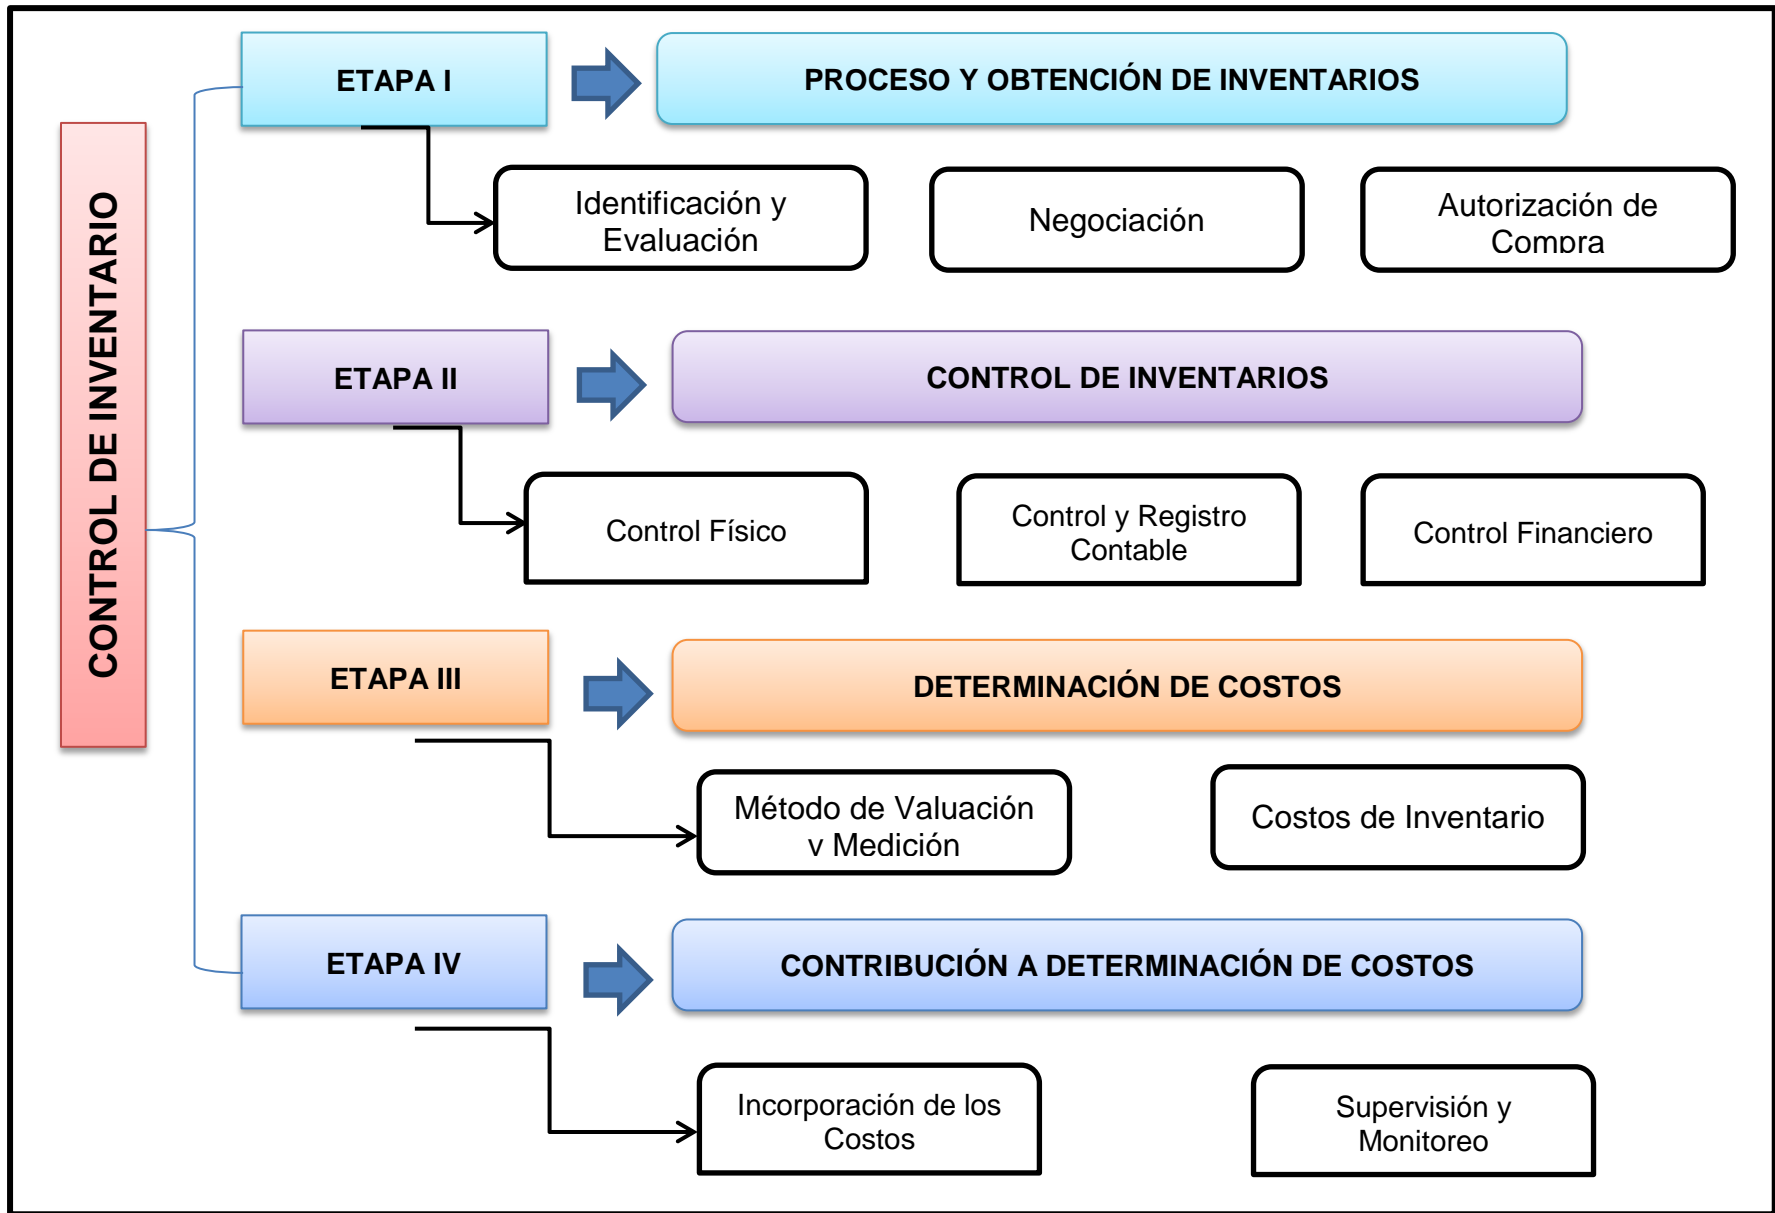 CONTROL DE INVENTARIO
ETAPA I
PROCESO Y OBTENCIÓN DE INVENTARIOS
Identificación y
Evaluación
Negociación
Autorización de
Compra
ETAPA II
CONTROL DE INVENTARIOS
Control Físico
Control y Registro
Contable
Control Financiero
ETAPA III
DETERMINACIÓN DE COSTOS
Método de Valuación
y Medición
Costos de Inventario
ETAPA IV
CONTRIBUCIÓN A DETERMINACIÓN DE COSTOS
Incorporación de los
Costos
Supervisión y
Monitoreo